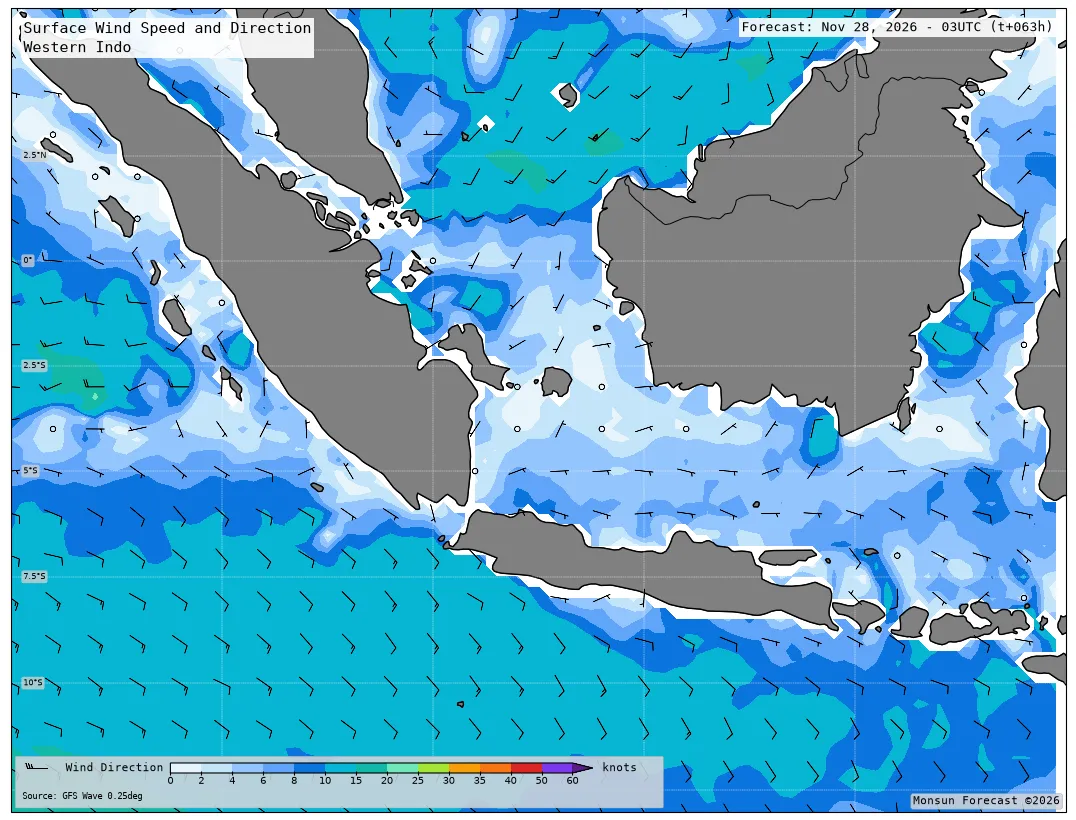 Surface Wind Speed and Direction
Western Indo
Forecast: Nov 28, 2026 - 03UTC (t+063h)
2.5°N
0°
2.5°S
5°S
7.5°S
10°S
Wind Direction
0 2 4 6 8 10 15 20 25 30 35 40 50 60
knots
Source: GFS Wave 0.25deg
Monsun Forecast ©2026